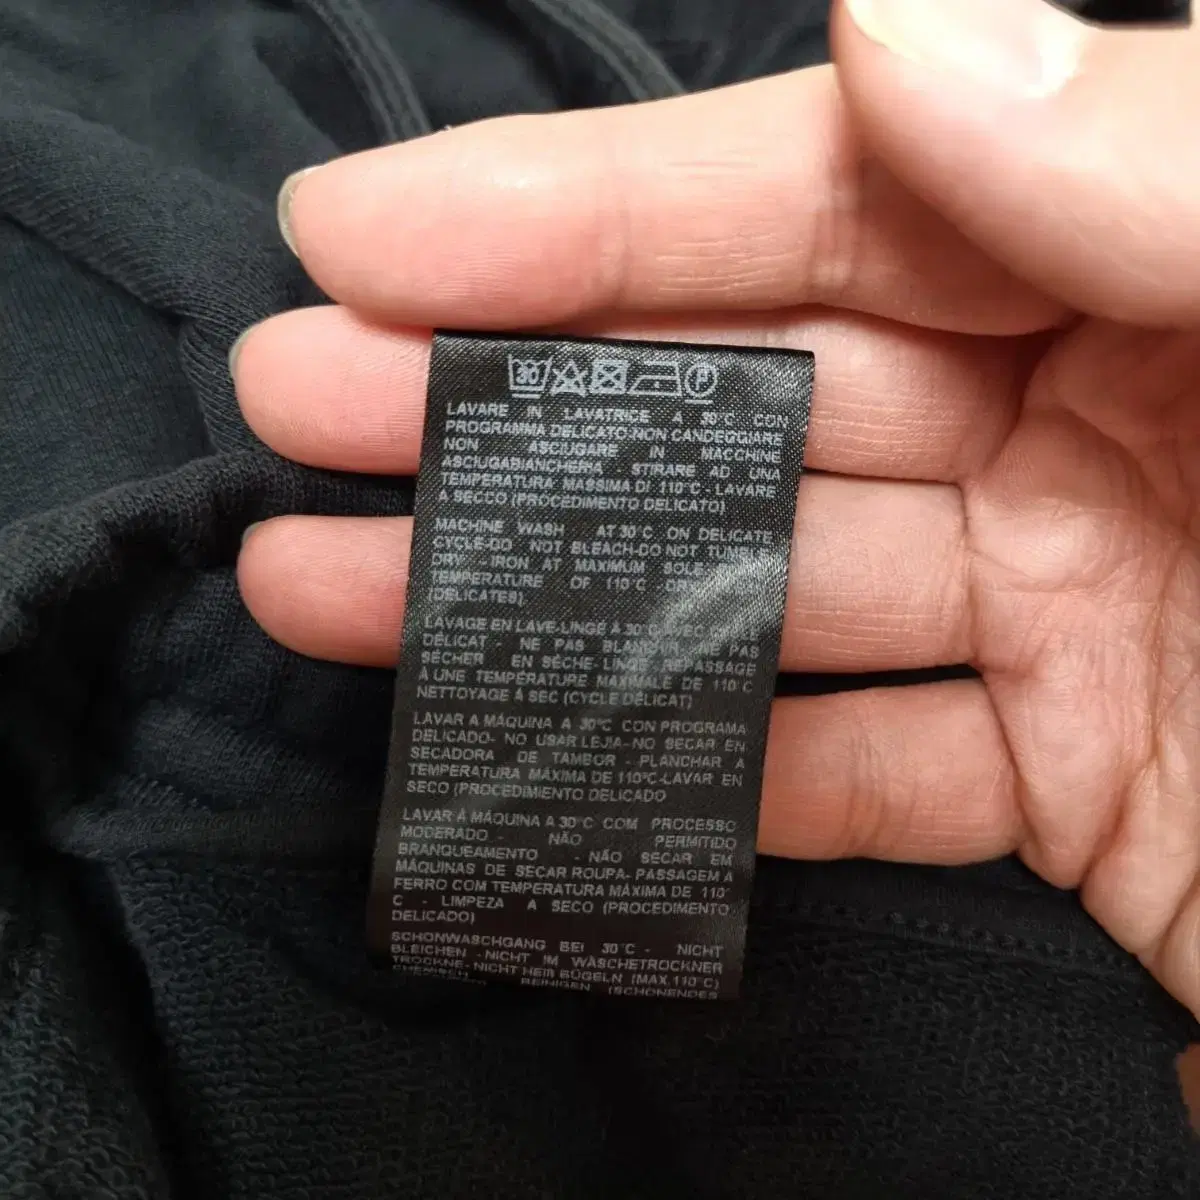 30 P
LAVARE IN LAVATRICE A 30°C CON
PROGRAMMA DELICATO-NON CANDEGGIARE
NON ASCIUGARE IN MACCHINE
ASCIUGABIANCHERIA - STIRARE AD UNA
TEMPERATURA MASSIMA DI 110°C - LAVARE
A SECCO (PROCEDIMENTO DELICATO)
MACHINE WASH AT 30°C ON DELICATE
CYCLE-DO NOT BLEACH-DO NOT TUMBLE
DRY - IRON AT MAXIMUM SOLE-
TEMPERATURE OF 110°C DRY
(DELICATES)
LAVAGE EN LAVE-LINGE À 30°C AVEC
DÉLICAT - NE PAS BLANCHIR - NE PAS
SÉCHER EN SÈCHE-LINGE -REPASSAGE
À UNE TEMPÉRATURE MAXIMALE DE 110°C
NETTOYAGE À SEC (CYCLE DÉLICAT)
LAVAR A MÁQUINA A 30°C CON PROGRAMA
DELICADO- NO USAR LEJIA- NO SECAR EN
SECADORA DE TAMBOR - PLANCHAR A
TEMPERATURA MÁXIMA DE 110°C-LAVAR EN
SECO (PROCEDIMIENTO DELICADO
LAVAR À MÁQUINA A 30°C COM PROCESSO
MODERADO - NÃO PERMITIDO
BRANQUEAMENTO - NÃO SECAR EM
MÁQUINAS DE SECAR ROUPA- PASSAGEM A
FERRO COM TEMPERATURA MÁXIMA DE 110°
C - LIMPEZA A SECO (PROCEDIMENTO
DELICADO)
SCHONWASCHGANG BEI 30°C - NICHT
BLEICHEN - NICHT IM WÄSCHETROCKNER
TROCKNE- NICHT HEIß BÜGELN (MAX.110°C)
CHEMISCH REINIGEN (SCHONENDES